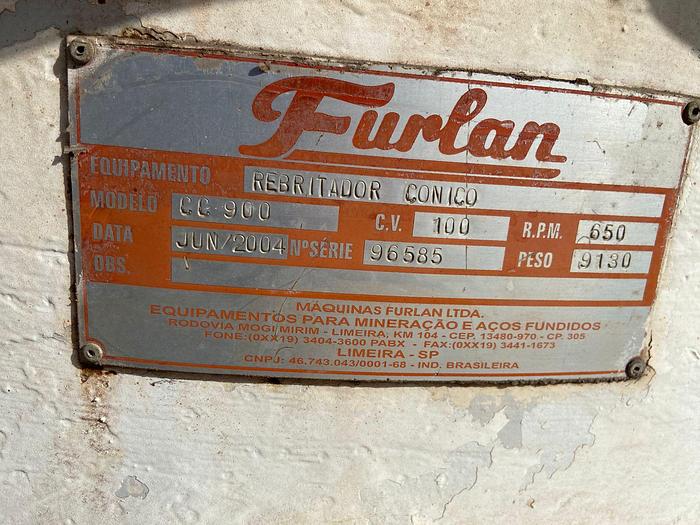 Furlan
EQUIPAMENTO REBRITADOR CONICO
MODELO CC-900 C.V. 100 R.P.M. 650
DATA JUN/2004 Nº SÉRIE 96585 PESO 9130
OBS.
MÁQUINAS FURLAN LTDA.
EQUIPAMENTOS PARA MINERAÇÃO E AÇOS FUNDIDOS
RODOVIA MOGI MIRIM - LIMEIRA, KM 104 - CEP. 13480-970 - CP. 305
FONE:(0XX19) 3404-3600 PABX - FAX:(0XX19) 3441-1673
LIMEIRA - SP
CNPJ: 46.743.043/0001-68 - IND. BRASILEIRA